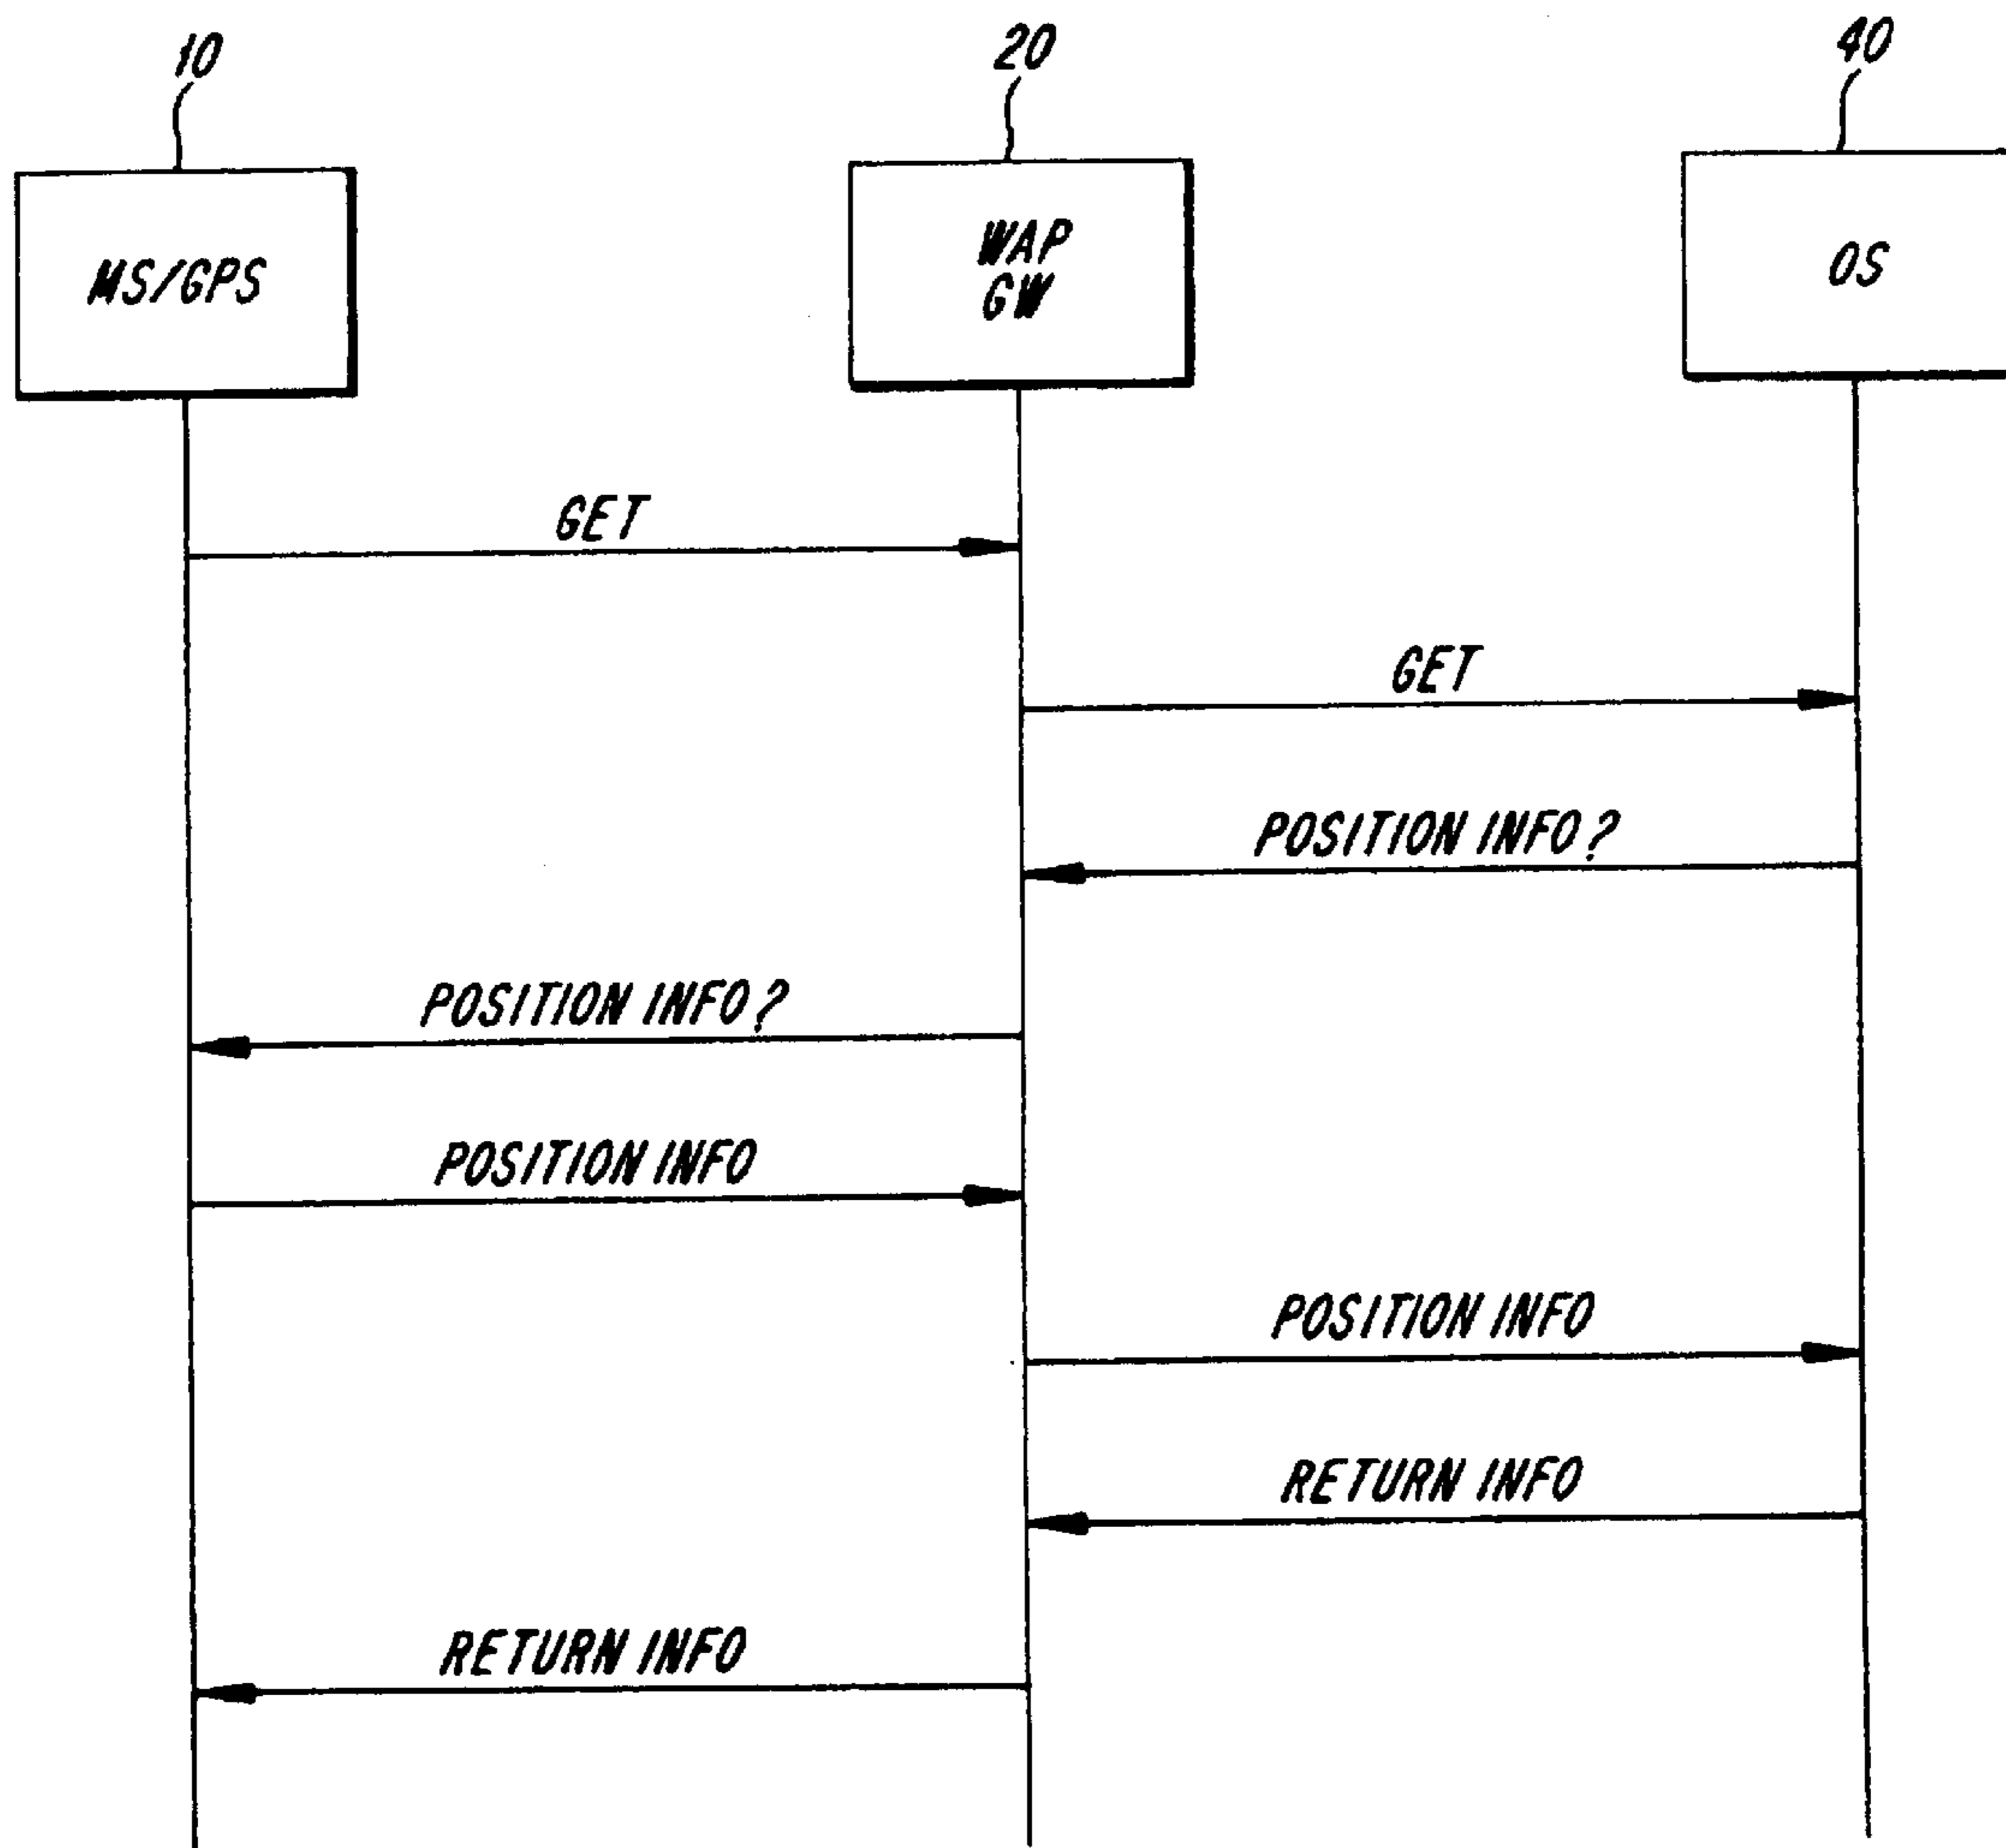 10
20
40
MS/GPS
WAP
GW
OS
GET
GET
POSITION INFO?
POSITION INFO?
POSITION INFO
POSITION INFO
RETURN INFO
RETURN INFO